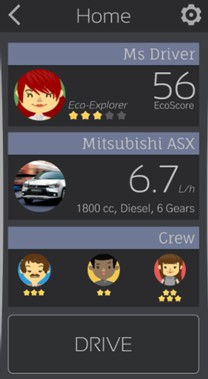 Home
Ms Driver
56
Eco-Explorer
EcoScore
Mitsubishi ASX
6.7 L/h
1800 cc, Diesel, 6 Gears
Crew
DRIVE